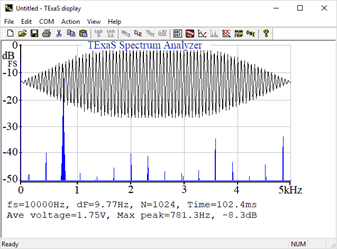 Untitled - TExaS display
File Edit COM Action View Help
TExaS Spectrum Analyzer
0
dB
FS
-10
-20
-30
-40
-50
0 1 2 3 4 5kHz
fs=10000Hz, dF=9.77Hz, N=1024, Time=102.4ms
Ave voltage=1.75V, Max peak=781.3Hz, -8.3dB
Ready NUM